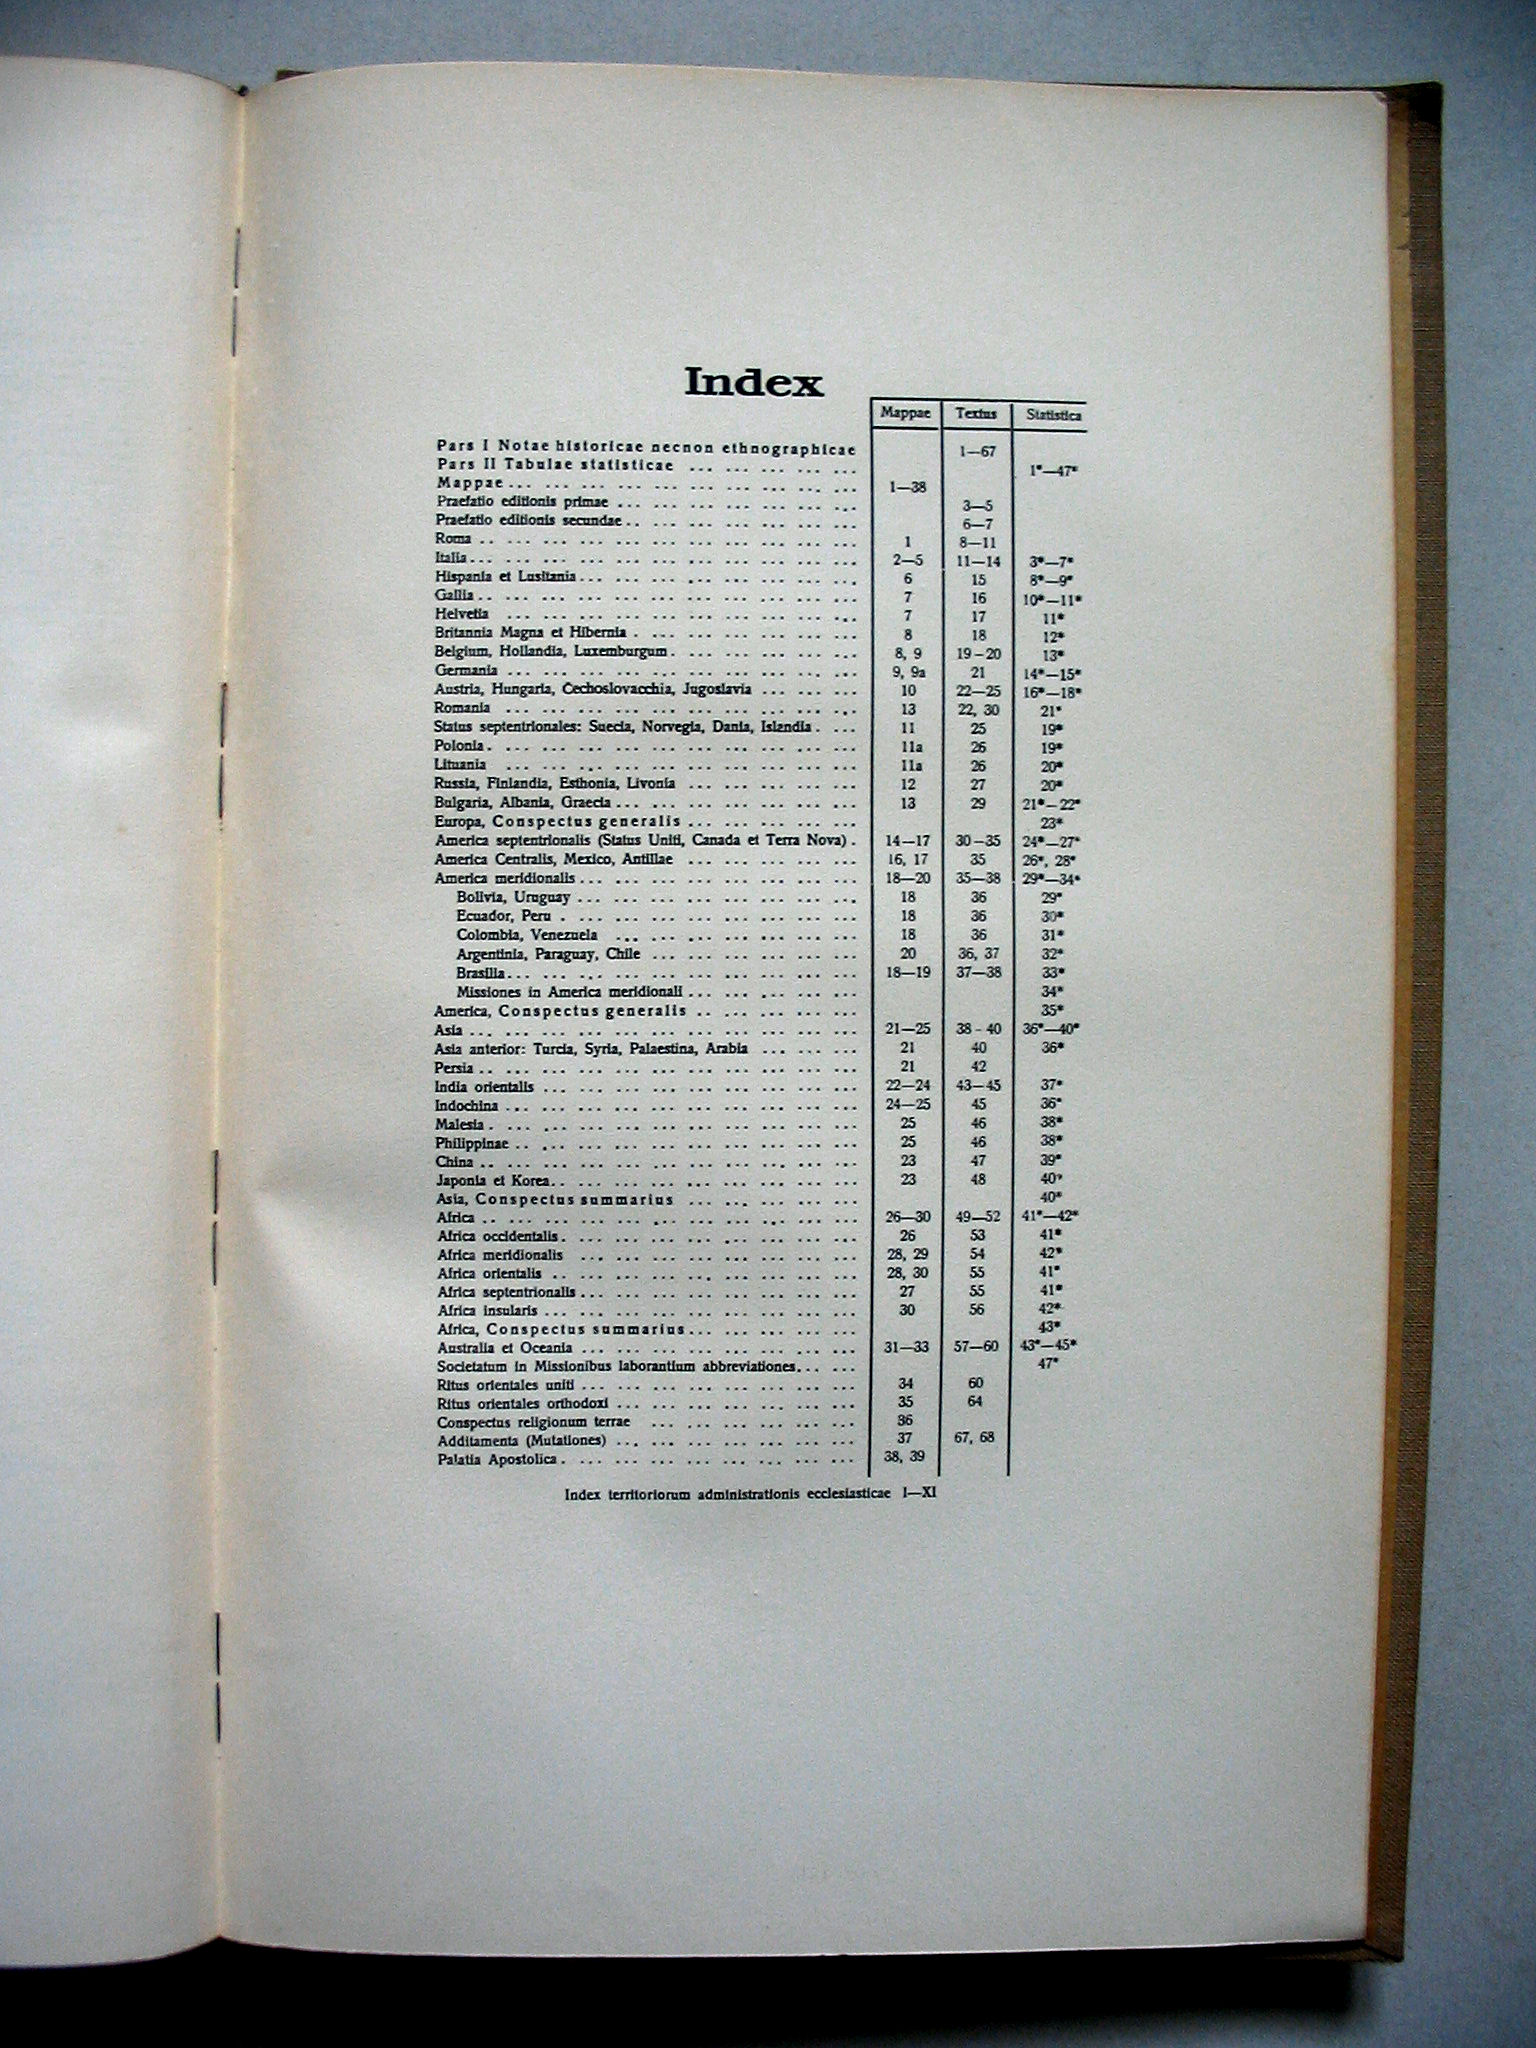 Index
Mappae Textus Statistica
Pars I Notae historicae necnon ethnographicae 1—67
Pars II Tabulae statisticae ... ... ... ... ... 1*—47*
Mappae ... ... ... ... ... ... ... ... ... ... 1—38
Praefatio editionis primae ... ... ... ... ... ... ... 3—5
Praefatio editionis secundae .. ... ... ... ... ... ... 6—7
Roma .. ... ... ... ... ... ... ... ... ... ... 1 8—11
Italia ... ... ... ... ... ... ... ... ... ... ... 2—5 11—14 3*—7*
Hispania et Lusitania ... ... ... ... ... ... ... ... 6 15 8*—9*
Gallia .. ... ... ... ... ... ... ... ... ... ... 7 16 10*—11*
Helvetia ... ... ... ... ... ... ... ... ... ... 7 17 11*
Britannia Magna et Hibernia . ... ... ... ... ... ... 8 18 12*
Belgium, Hollandia, Luxemburgum . ... ... ... ... ... 8, 9 19–20 13*
Germania ... ... ... ... ... ... ... ... ... ... 9, 9a 21 14*—15*
Austria, Hungaria, Čechoslovacchia, Jugoslavia ... ... ... 10 22—25 16*—18*
Romania ... ... ... ... ... ... ... ... ... ... 13 22, 30 21*
Status septentrionales: Suecia, Norvegia, Dania, Islandia . ... 11 25 19*
Polonia . ... ... ... ... ... ... ... ... ... ... 11a 26 19*
Lituania ... ... ... ... ... ... ... ... ... ... 11a 26 20*
Russia, Finlandia, Esthonia, Livonia ... ... ... ... ... 12 27 20*
Bulgaria, Albania, Graecia ... ... ... ... ... ... ... 13 29 21*–22*
Europa, Conspectus generalis ... ... ... ... ... 23*
America septentrionalis (Status Uniti, Canada et Terra Nova) . 14—17 30–35 24*—27*
America Centralis, Mexico, Antillae ... ... ... ... ... 16, 17 35 26*, 28*
America meridionalis ... ... ... ... ... ... ... ... 18—20 35—38 29*—34*
Bolivia, Uruguay ... ... ... ... ... ... ... ... 18 36 29*
Ecuador, Peru . ... ... ... ... ... ... ... ... 18 36 30*
Colombia, Venezuela ... ... ... ... ... ... ... 18 36 31*
Argentinia, Paraguay, Chile ... ... ... ... ... ... 20 36, 37 32*
Brasilia ... ... ... ... ... ... ... ... ... ... 18—19 37—38 33*
Missiones in America meridionali ... ... ... ... ... 34*
America, Conspectus generalis .. ... ... ... ... 35*
Asia ... ... ... ... ... ... ... ... ... ... ... 21—25 38 – 40 36*—40*
Asia anterior: Turcia, Syria, Palaestina, Arabia ... ... ... 21 40 36*
Persia .. ... ... ... ... ... ... ... ... ... ... 21 42
India orientalis ... ... ... ... ... ... ... ... ... 22—24 43—45 37*
Indochina ... ... ... ... ... ... ... ... ... ... 24—25 45 36*
Malesia . ... ... ... ... ... ... ... ... ... ... 25 46 38*
Philippinae .. ... ... ... ... ... ... ... ... ... 25 46 38*
China .. ... ... ... ... ... ... ... ... ... ... 23 47 39*
Japonia et Korea .. ... ... ... ... ... ... ... ... 23 48 40*
Asia, Conspectus summarius ... ... ... ... ... 40*
Africa .. ... ... ... ... ... ... ... ... ... ... 26—30 49—52 41*—42*
Africa occidentalis . ... ... ... ... ... ... ... ... 26 53 41*
Africa meridionalis ... ... ... ... ... ... ... ... 28, 29 54 42*
Africa orientalis .. ... ... ... ... ... ... ... ... 28, 30 55 41*
Africa septentrionalis ... ... ... ... ... ... ... ... 27 55 41*
Africa insularis ... ... ... ... ... ... ... ... ... 30 56 42*
Africa, Conspectus summarius ... ... ... ... ... 43*
Australia et Oceania ... ... ... ... ... ... ... ... 31—33 57—60 43*—45*
Societatum in Missionibus laborantium abbreviationes ... ... 47*
Ritus orientales uniti ... ... ... ... ... ... ... ... 34 60
Ritus orientales orthodoxi ... ... ... ... ... ... ... 35 64
Conspectus religionum terrae ... ... ... ... ... ... 36
Additamenta (Mutationes) ... ... ... ... ... ... ... 37 67, 68
Palatia Apostolica . ... ... ... ... ... ... ... ... 38, 39
Index territoriorum administrationis ecclesiasticae I—XI